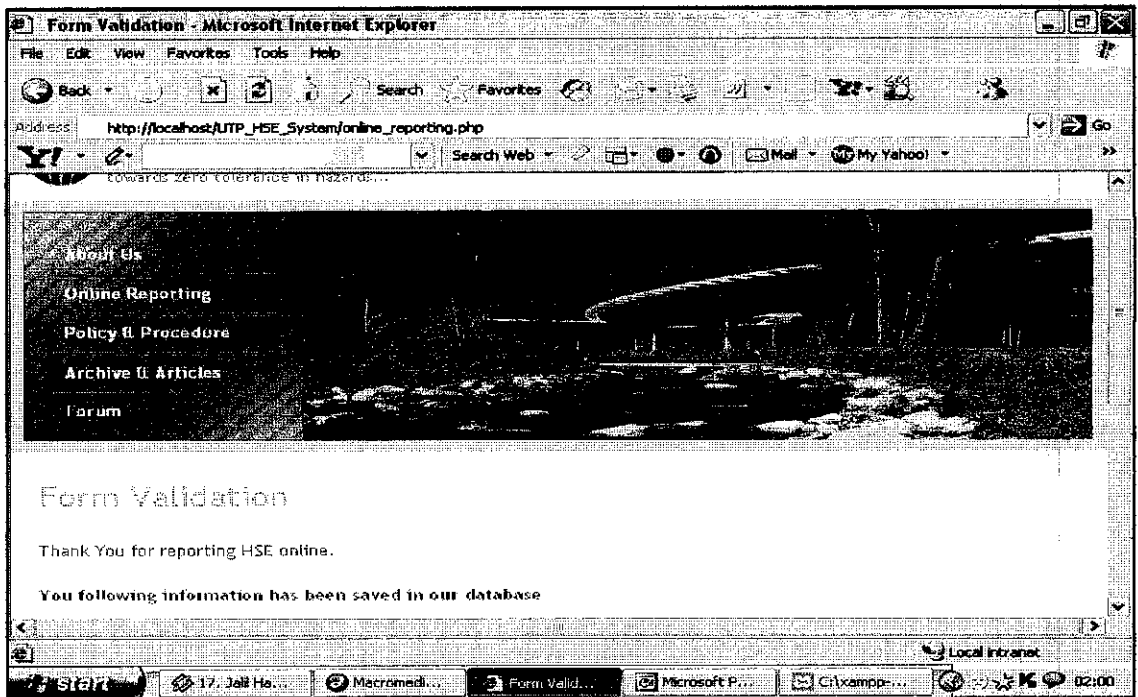 Form Validation - Microsoft Internet Explorer
File Edit View Favorites Tools Help
Back Search Favorites
Address http://localhost/UTP_HSE_System/online_reporting.php Go
Y! Search Web Mail My Yahoo! »
towards zero tolerance in hazards...
About Us
Online Reporting
Policy & Procedure
Archive & Articles
Forum
Form Validation
Thank You for reporting HSE online.
You following information has been saved in our database
Local intranet
start 17. Jalil Ha... Macromedi... Form Valid... Microsoft P... C:\xampp-... 02:00